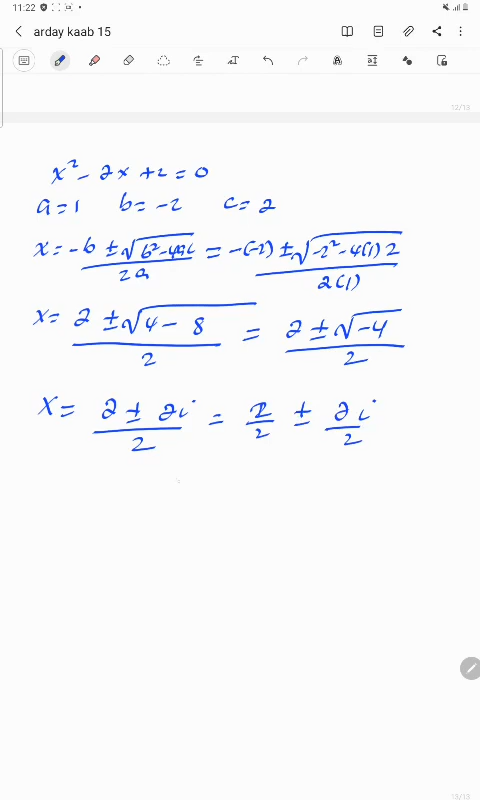 11:22
arday kaab 15
12/13
x² - 2x + 2 = 0
a = 1 b = -2 c = 2
x = -b ± √b² - 4ac / 2a = -(-2) ± √-2² - 4(1)2 / 2(1)
x = 2 ± √4 - 8 / 2 = 2 ± √-4 / 2
x = 2 ± 2i / 2 = 2/2 ± 2i/2
13/13